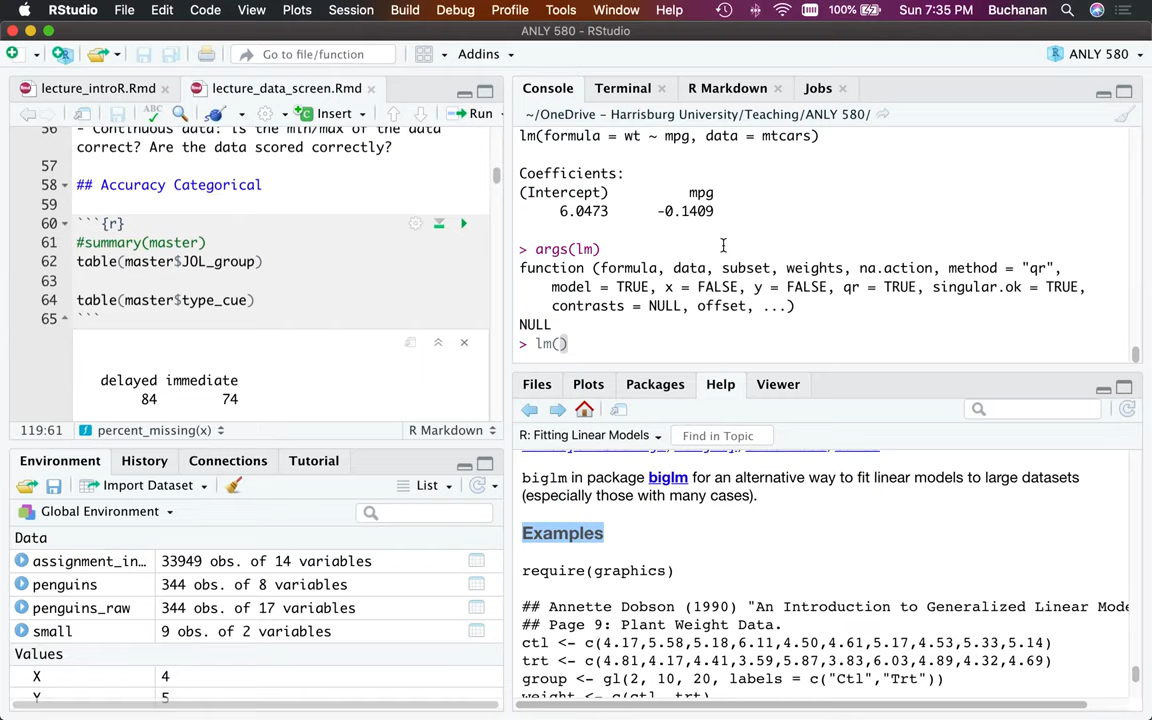 RStudio File Edit Code View Plots Session Build Debug Profile Tools Window Help 100% Sun 7:35 PM Buchanan
ANLY 580 - RStudio
Go to file/function Addins ANLY 580
lecture_introR.Rmd lecture_data_screen.Rmd
ABC Insert Run
56 - Continuous data: is the min/max of the data
correct? Are the data scored correctly?
57
58 ## Accuracy Categorical
59
60 ```{r}
61 #summary(master)
62 table(master$JOL_group)
63
64 table(master$type_cue)
65 ```
delayed immediate
84 74
119:61 percent_missing(x) R Markdown
Console Terminal R Markdown Jobs
~/OneDrive - Harrisburg University/Teaching/ANLY 580/
lm(formula = wt ~ mpg, data = mtcars)
Coefficients:
(Intercept) mpg
6.0473 -0.1409
> args(lm)
function (formula, data, subset, weights, na.action, method = "qr",
model = TRUE, x = FALSE, y = FALSE, qr = TRUE, singular.ok = TRUE,
contrasts = NULL, offset, ...)
NULL
> lm()
Environment History Connections Tutorial
Import Dataset List
Global Environment
Data
assignment_in… 33949 obs. of 14 variables
penguins 344 obs. of 8 variables
penguins_raw 344 obs. of 17 variables
small 9 obs. of 2 variables
Values
X 4
Y 5
Files Plots Packages Help Viewer
R: Fitting Linear Models Find in Topic
biglm in package biglm for an alternative way to fit linear models to large datasets
(especially those with many cases).
Examples
require(graphics)
## Annette Dobson (1990) "An Introduction to Generalized Linear Mode
## Page 9: Plant Weight Data.
ctl <- c(4.17,5.58,5.18,6.11,4.50,4.61,5.17,4.53,5.33,5.14)
trt <- c(4.81,4.17,4.41,3.59,5.87,3.83,6.03,4.89,4.32,4.69)
group <- gl(2, 10, 20, labels = c("Ctl","Trt"))
weight <- c(ctl, trt)